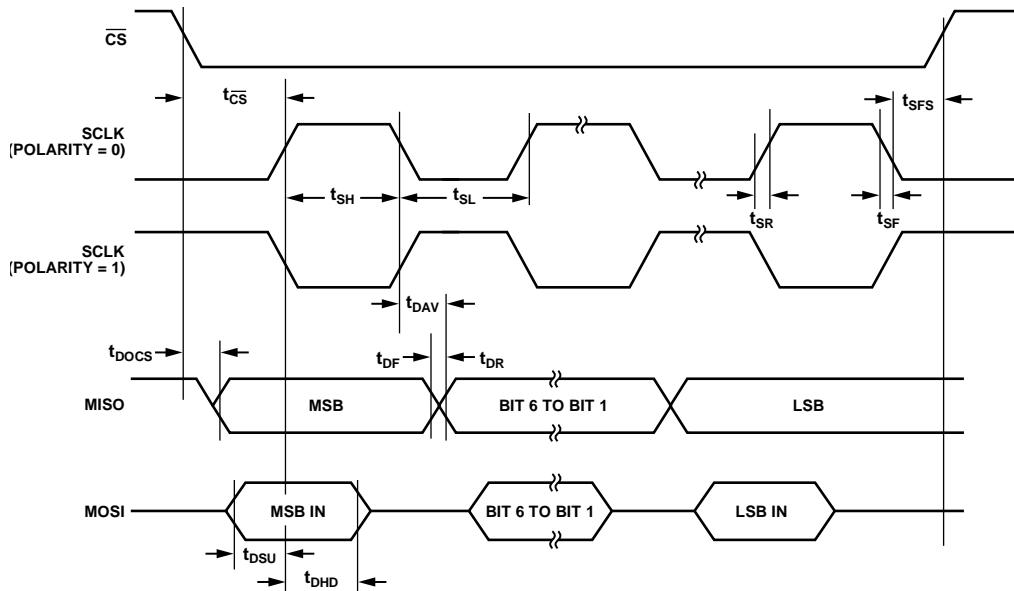 CS
tCS
tSFS
SCLK
(POLARITY = 0)
tSH
tSL
tSR
tSF
SCLK
(POLARITY = 1)
tDAV
tDOCS
tDF
tDR
MISO
MSB
BIT 6 TO BIT 1
LSB
MOSI
MSB IN
BIT 6 TO BIT 1
LSB IN
tDSU
tDHD